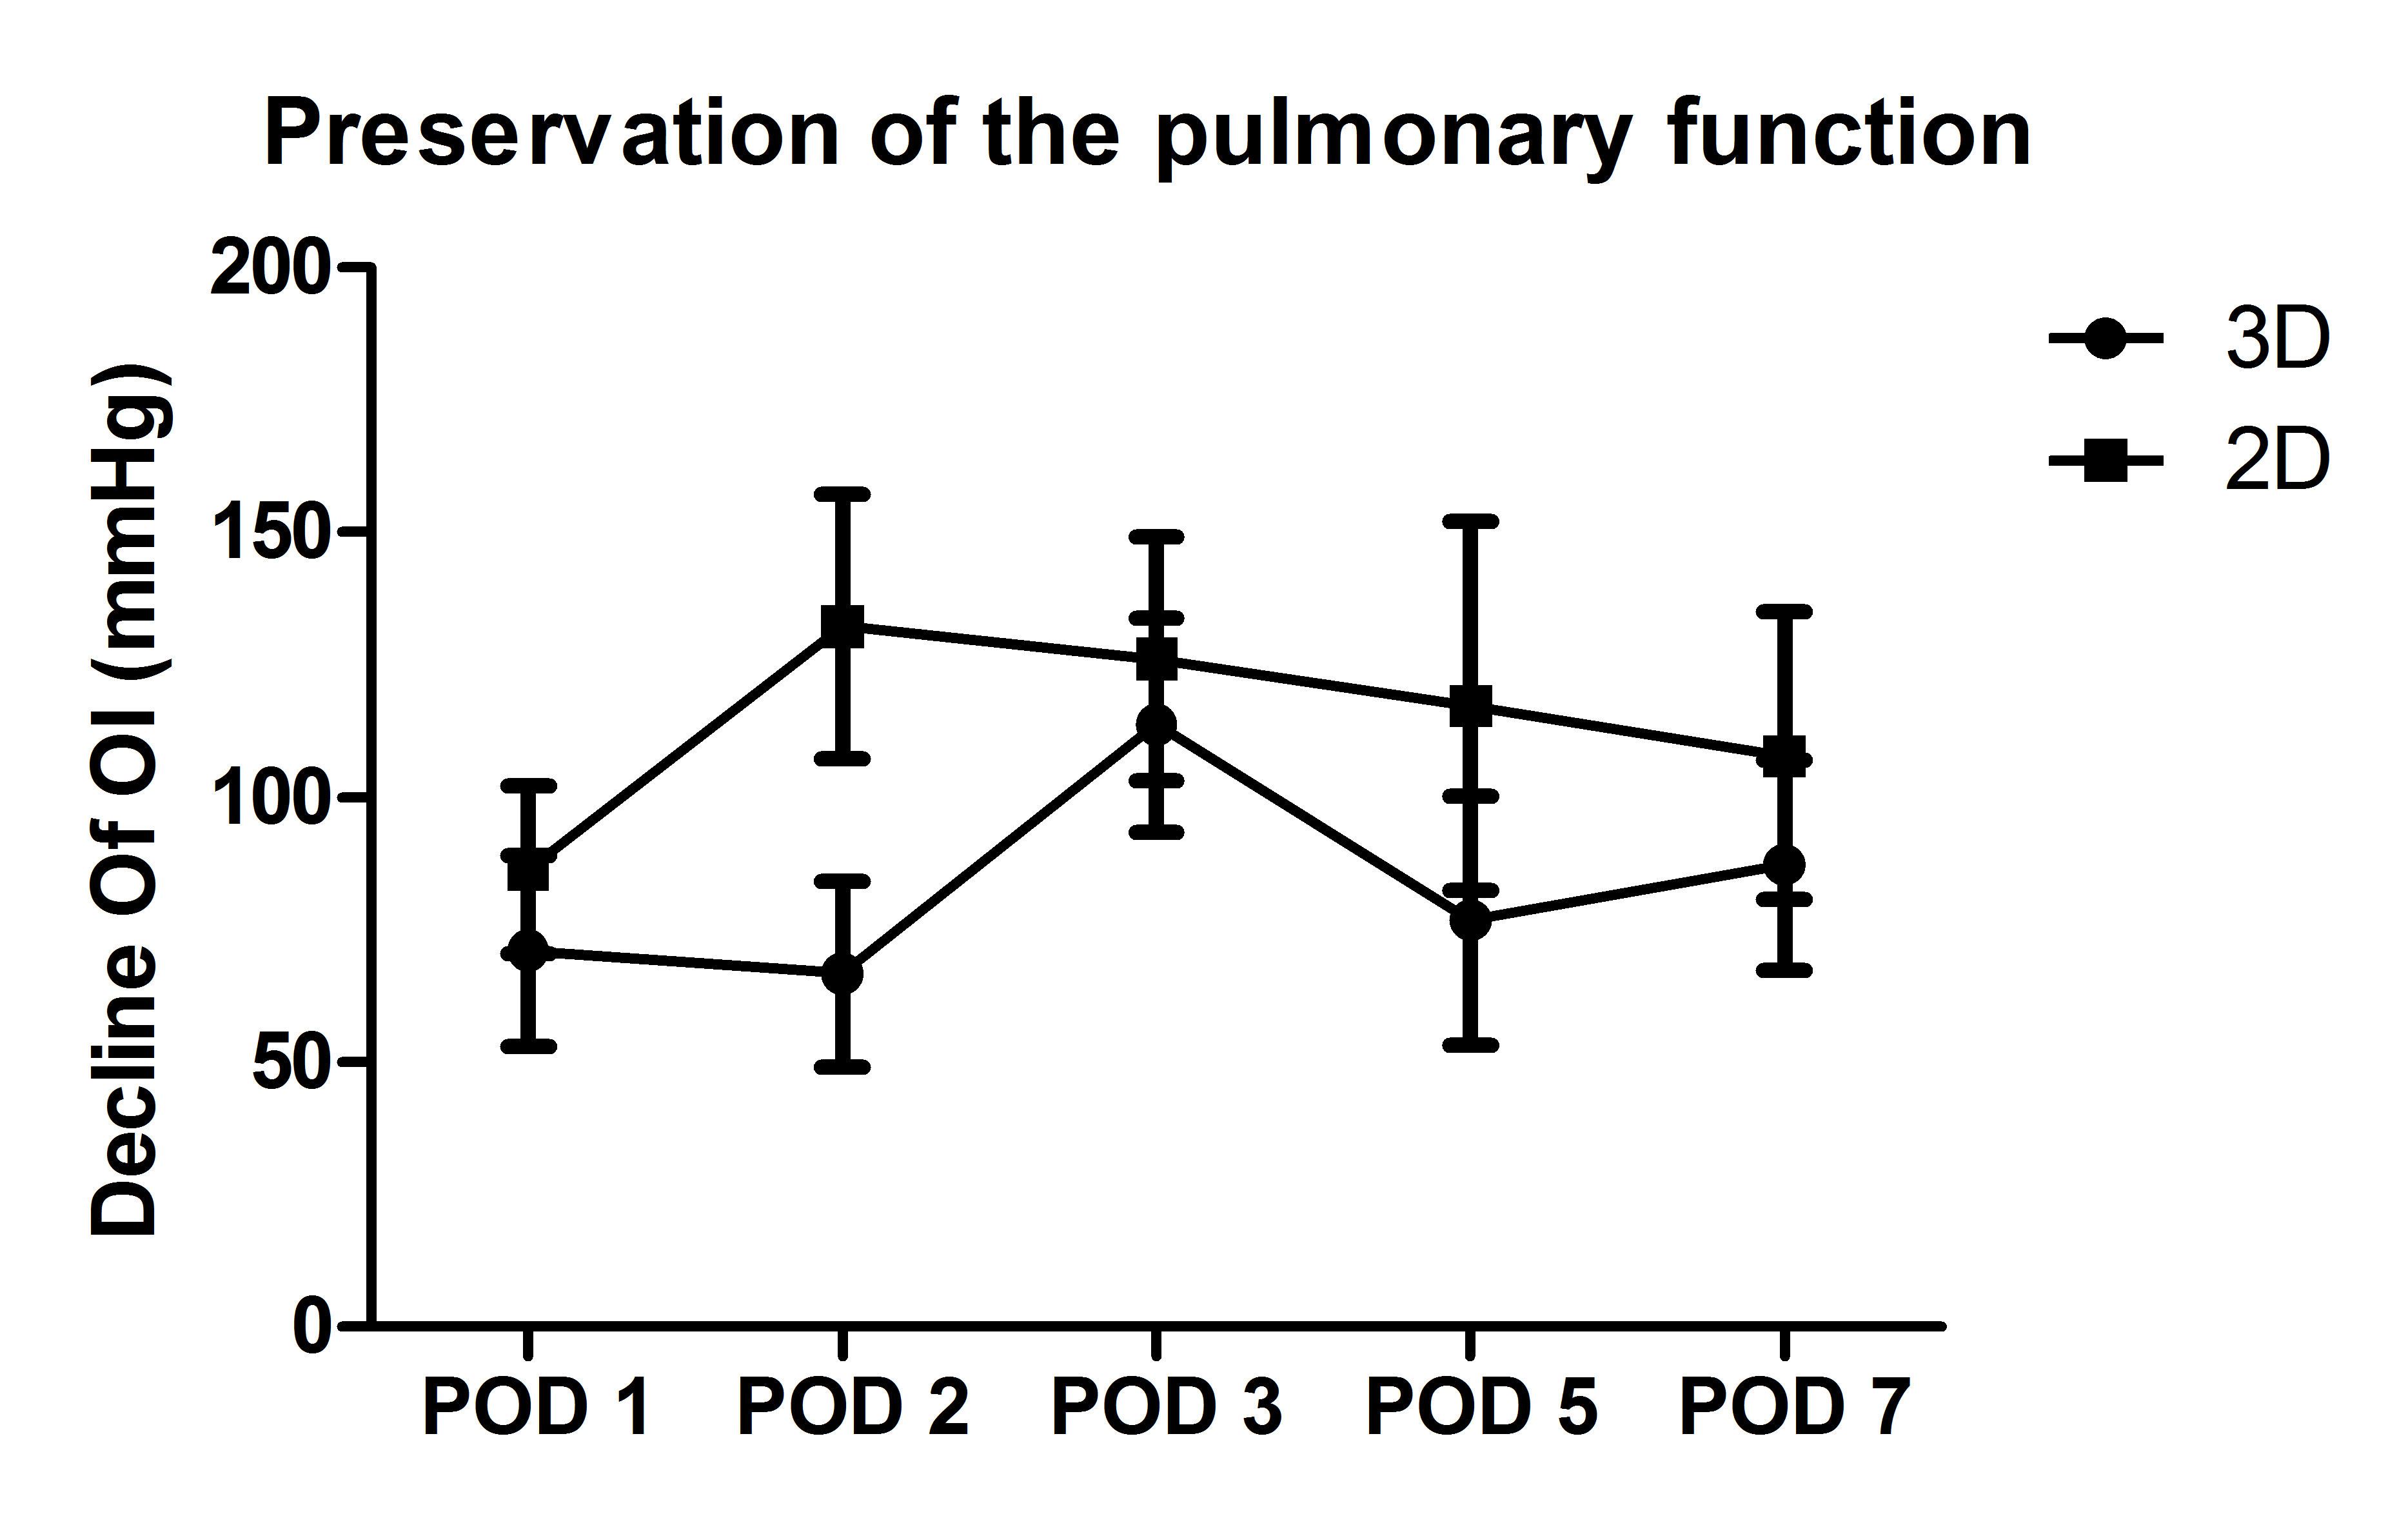 Preservation of the pulmonary function
Decline Of OI (mmHg)
200
150
100
50
0
POD 1 POD 2 POD 3 POD 5 POD 7
3D
2D